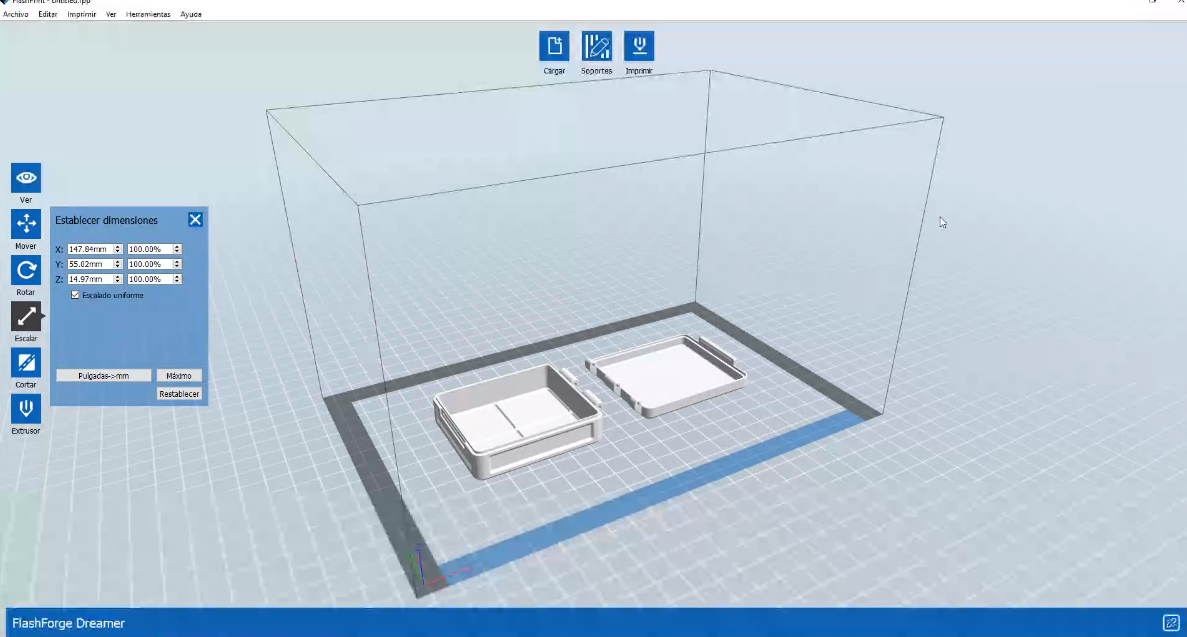 FlashPrint - Untitled.fpp
Archivo Editar Imprimir Ver Herramientas Ayuda
Cargar Soportes Imprimir
Ver
Mover
Rotar
Escalar
Cortar
Extrusor
Establecer dimensiones
X: 147.84mm 100.00%
Y: 55.02mm 100.00%
Z: 14.97mm 100.00%
Escalado uniforme
Pulgadas->mm Máximo
Restablecer
FlashForge Dreamer